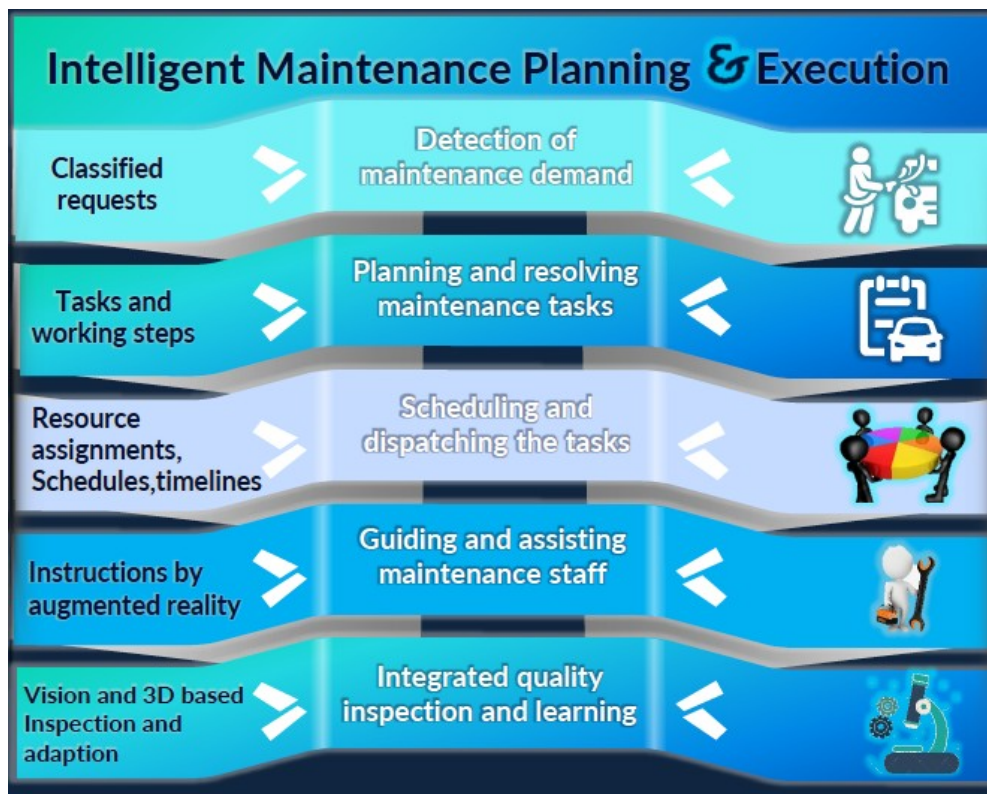 Intelligent Maintenance Planning & Execution
Classified
requests
Detection of
maintenance demand
Tasks and
working steps
Planning and resolving
maintenance tasks
Resource
assignments,
Schedules,timelines
Scheduling and
dispatching the tasks
Instructions by
augmented reality
Guiding and assisting
maintenance staff
Vision and 3D based
Inspection and
adaption
Integrated quality
inspection and learning